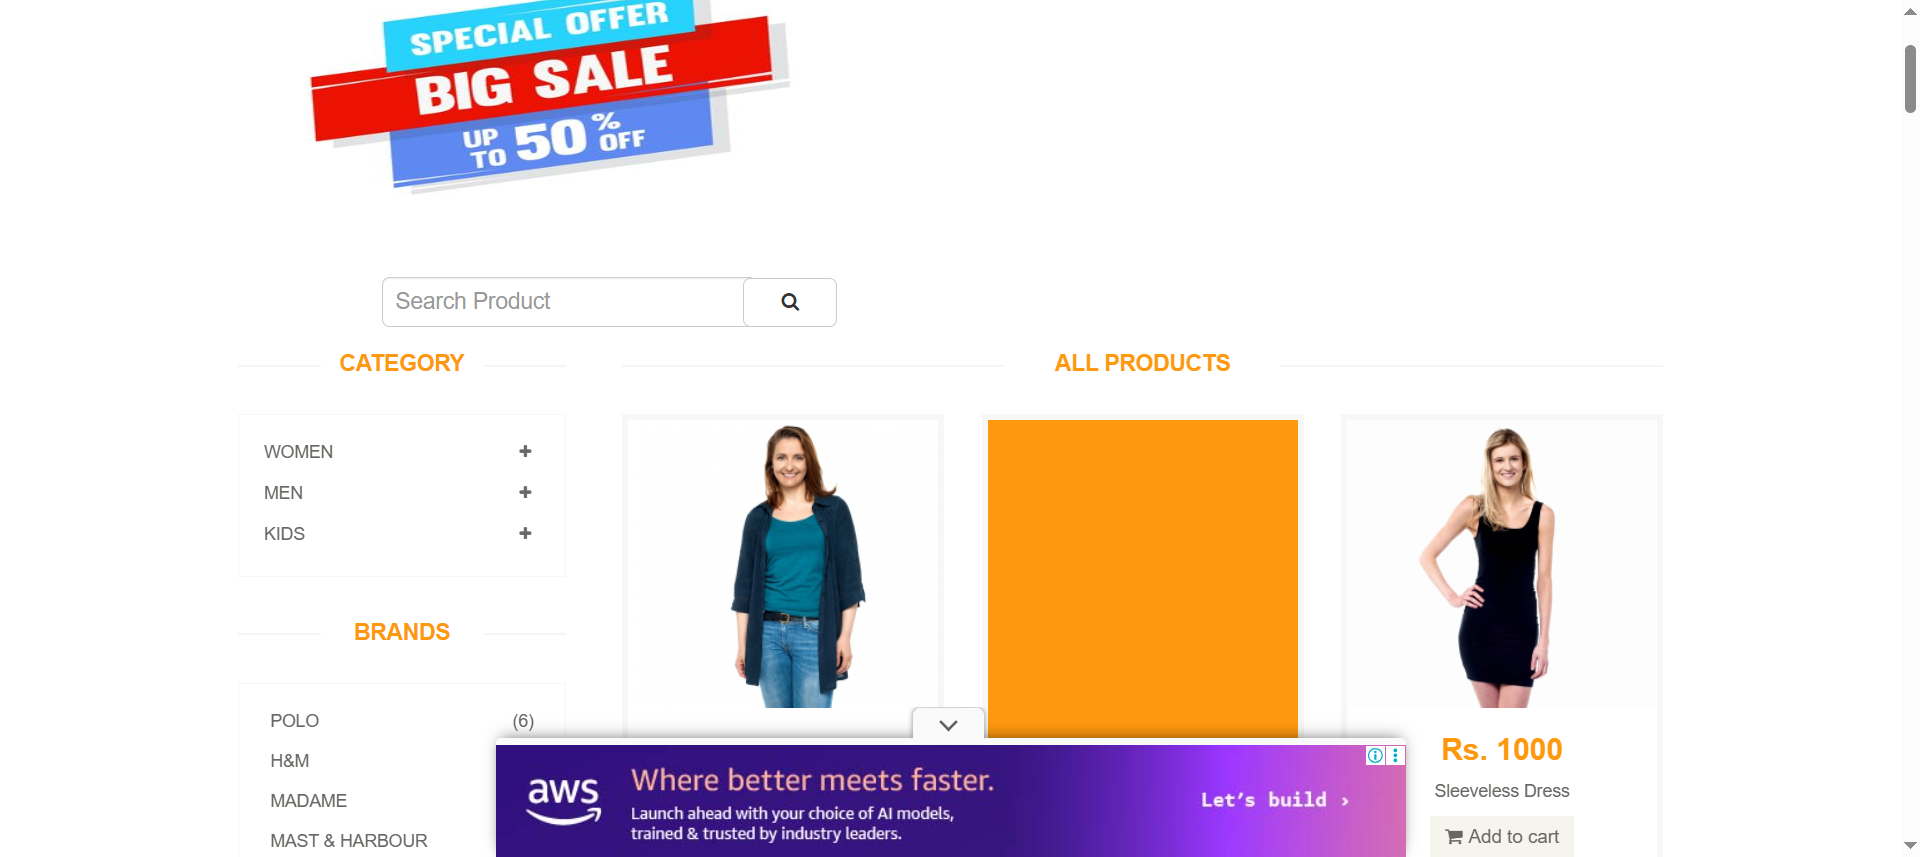 SPECIAL OFFER
BIG SALE
UP TO 50% OFF
Search Product
CATEGORY
WOMEN
MEN
KIDS
BRANDS
POLO (6)
H&M
MADAME
MAST & HARBOUR
ALL PRODUCTS
Rs. 1000
Sleeveless Dress
Add to cart
aws
Where better meets faster.
Launch ahead with your choice of AI models,
trained & trusted by industry leaders.
Let's build ›